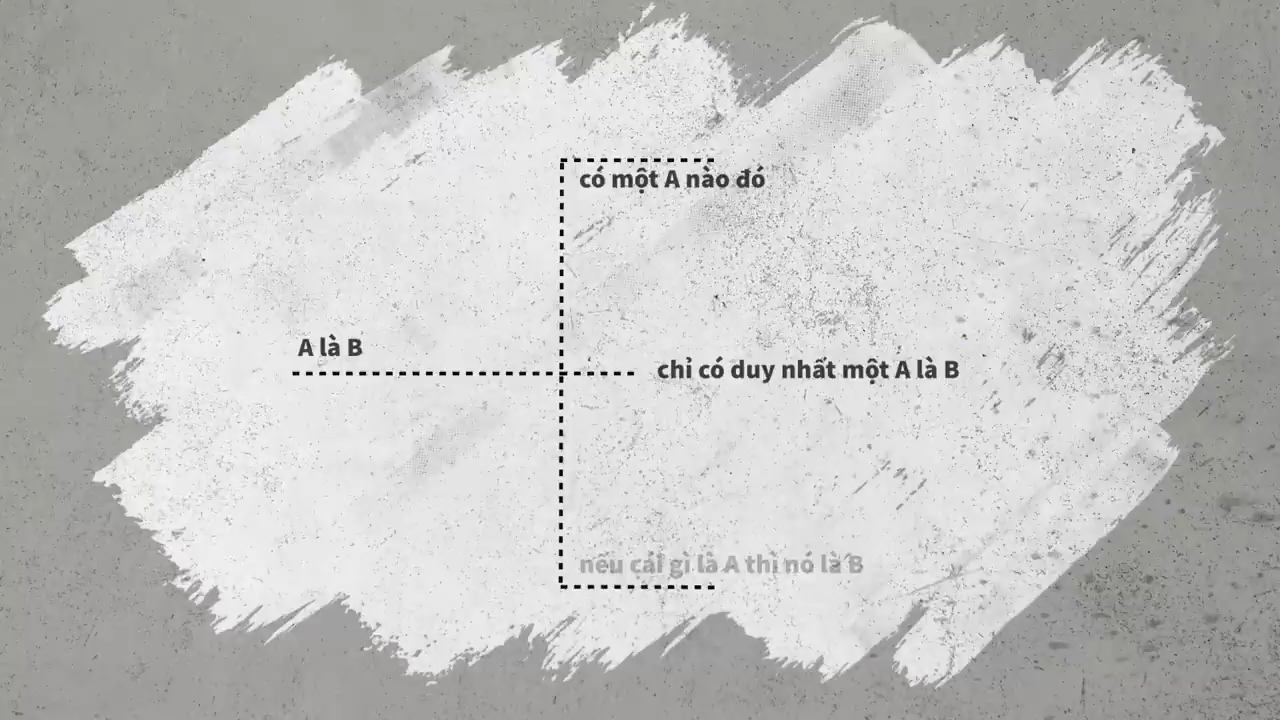 có một A nào đó
A là B
chỉ có duy nhất một A là B
nếu cái gì là A thì nó là B